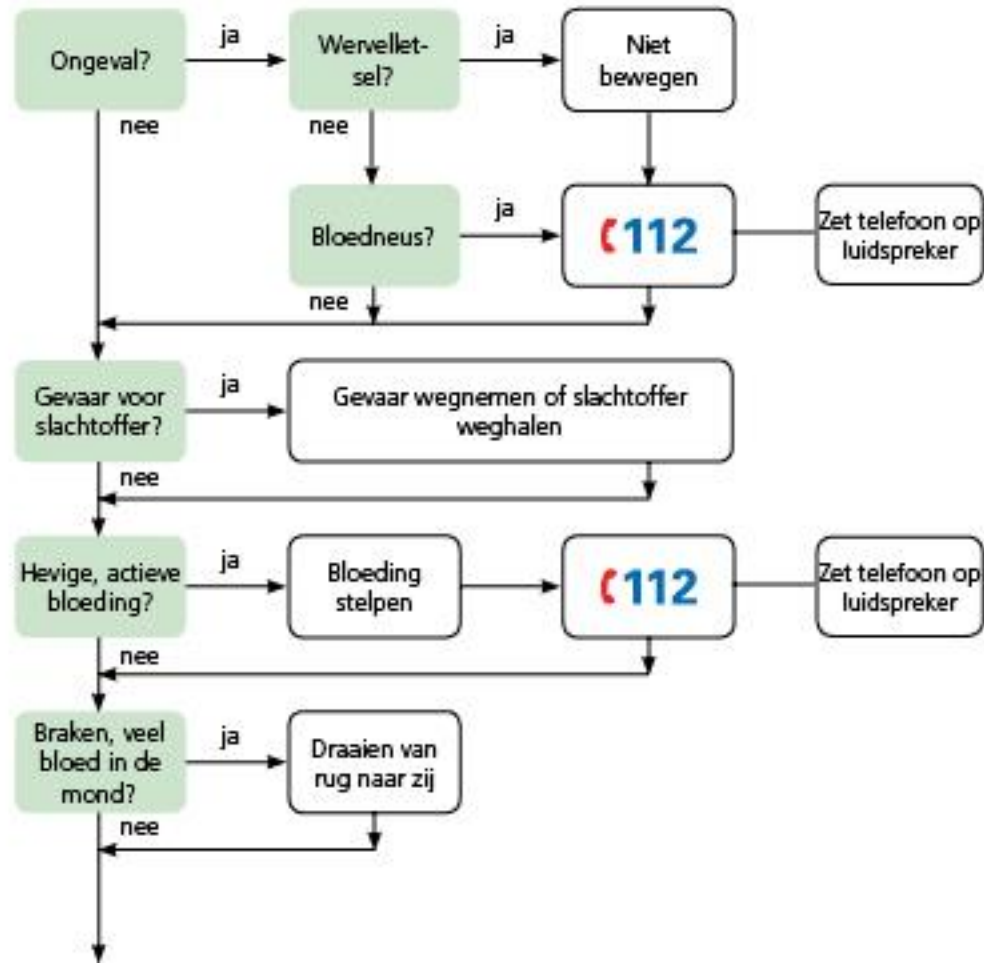 Ongeval?
ja
Wervellet-
sel?
ja
Niet
bewegen
nee
nee
Bloedneus?
ja
112
Zet telefoon op
luidspreker
nee
Gevaar voor
slachtoffer?
ja
Gevaar wegnemen of slachtoffer
weghalen
nee
Hevige, actieve
bloeding?
ja
Bloeding
stelpen
112
Zet telefoon op
luidspreker
nee
Braken, veel
bloed in de
mond?
ja
Draaien van
rug naar zij
nee